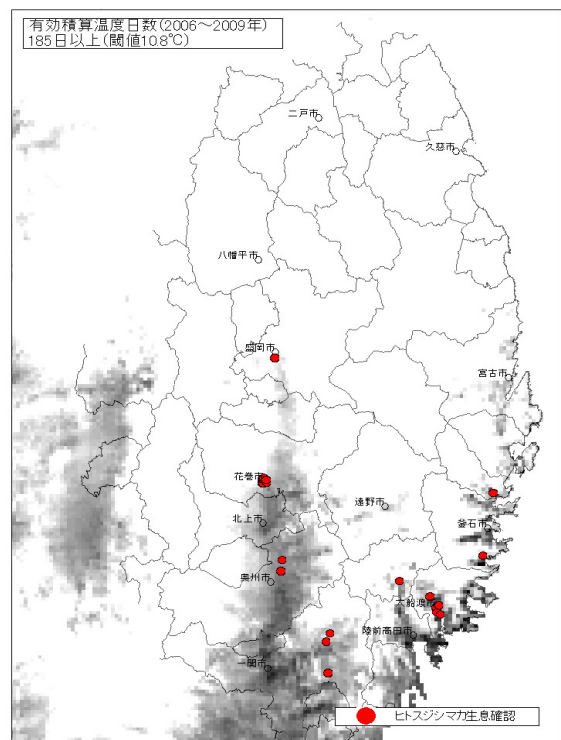 有効積算温度日数(2006～2009年)
185日以上(閾値10.8℃)
二戸市
久慈市
八幡平市
盛岡市
宮古市
花巻市
遠野市
北上市
釜石市
奥州市
大船渡市
陸前高田市
一関市
ヒトスジシマカ生息確認